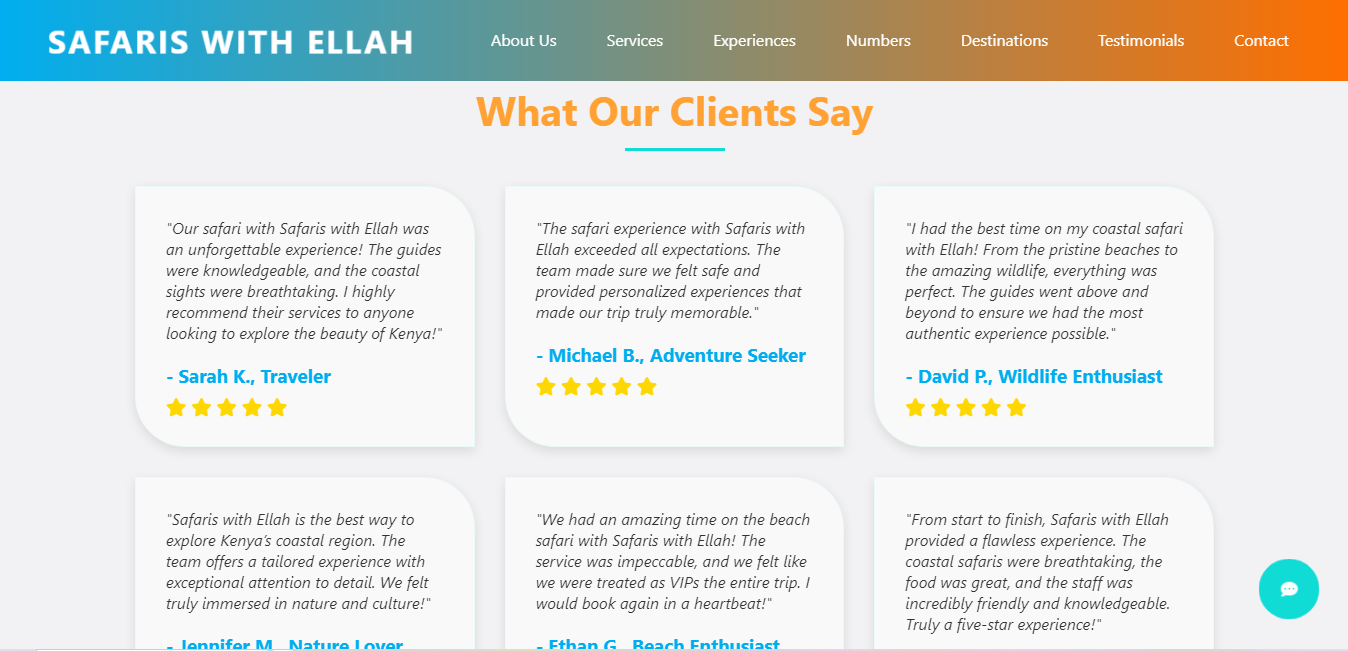 SAFARIS WITH ELLAH
About Us
Services
Experiences
Numbers
Destinations
Testimonials
Contact
What Our Clients Say
"Our safari with Safaris with Ellah was
an unforgettable experience! The guides
were knowledgeable, and the coastal
sights were breathtaking. I highly
recommend their services to anyone
looking to explore the beauty of Kenya!"
- Sarah K., Traveler
"The safari experience with Safaris with
Ellah exceeded all expectations. The
team made sure we felt safe and
provided personalized experiences that
made our trip truly memorable."
- Michael B., Adventure Seeker
"I had the best time on my coastal safari
with Ellah! From the pristine beaches to
the amazing wildlife, everything was
perfect. The guides went above and
beyond to ensure we had the most
authentic experience possible."
- David P., Wildlife Enthusiast
"Safaris with Ellah is the best way to
explore Kenya's coastal region. The
team offers a tailored experience with
exceptional attention to detail. We felt
truly immersed in nature and culture!"
- Jennifer M., Nature Lover
"We had an amazing time on the beach
safari with Safaris with Ellah! The
service was impeccable, and we felt like
we were treated as VIPs the entire trip. I
would book again in a heartbeat!"
- Ethan G., Beach Enthusiast
"From start to finish, Safaris with Ellah
provided a flawless experience. The
coastal safaris were breathtaking, the
food was great, and the staff was
incredibly friendly and knowledgeable.
Truly a five-star experience!"